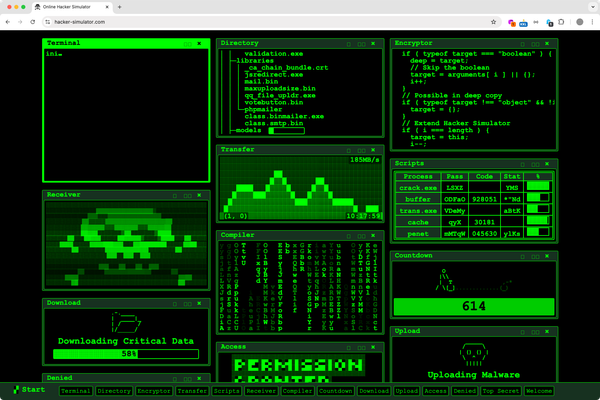 Online Hacker Simulator
hacker-simulator.com
Terminal
ini
Directory
validation.exe
libraries
_ca_chain_bundle.crt
jsredirect.exe
mail.bin
maxuploadsize.bin
qq_file_upldr.exe
votebutton.bin
phpmailer
class.binmailer.exe
class.smtp.bin
models
Encryptor
if ( typeof target === "boolean" ) {
deep = target;
// Skip the boolean
target = arguments[ i ] || {};
i++;
}
// Possible in deep copy
if ( typeof target !== "object" && !
target = {};
}
// Extend Hacker Simulator
if ( i === length ) {
target = this;
i--;
Transfer
185MB/s
(1, 0)
10:17:59
Scripts
Process Pass Code Stat %
crack.exe LSXZ YMS
buffer ODFaO 928051 *"Nd
trans.exe VDeMy aBtK
cache qyX 30181
penet mMYqW 045630 ylKs
Receiver
Compiler
Countdown
614
Download
Downloading Critical Data
58%
Upload
Uploading Malware
Access
PERMISSION
GRANTED
Denied
Start
Terminal Directory Encryptor Transfer Scripts Receiver Compiler Countdown Download Upload Access Denied Top Secret Welcome